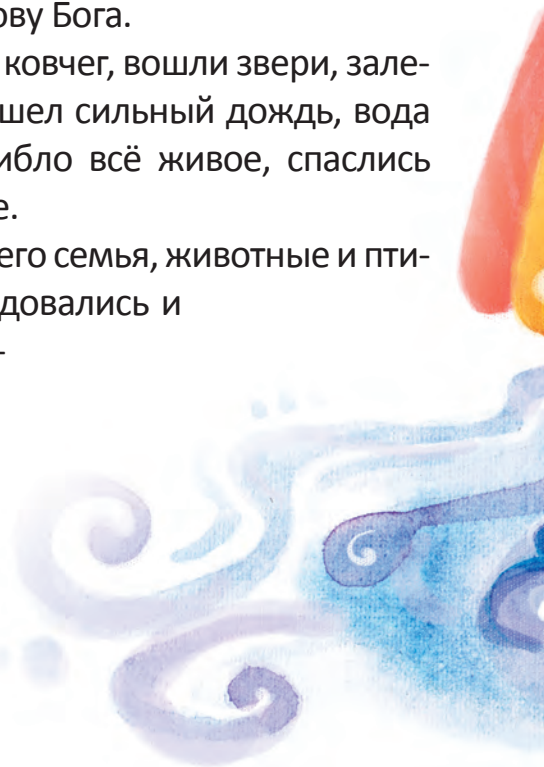 ову Бога.
ковчег, вошли звери, зале-
шел сильный дождь, вода
ибло всё живое, спаслись
е.
его семья, животные и пти-
довались и
-